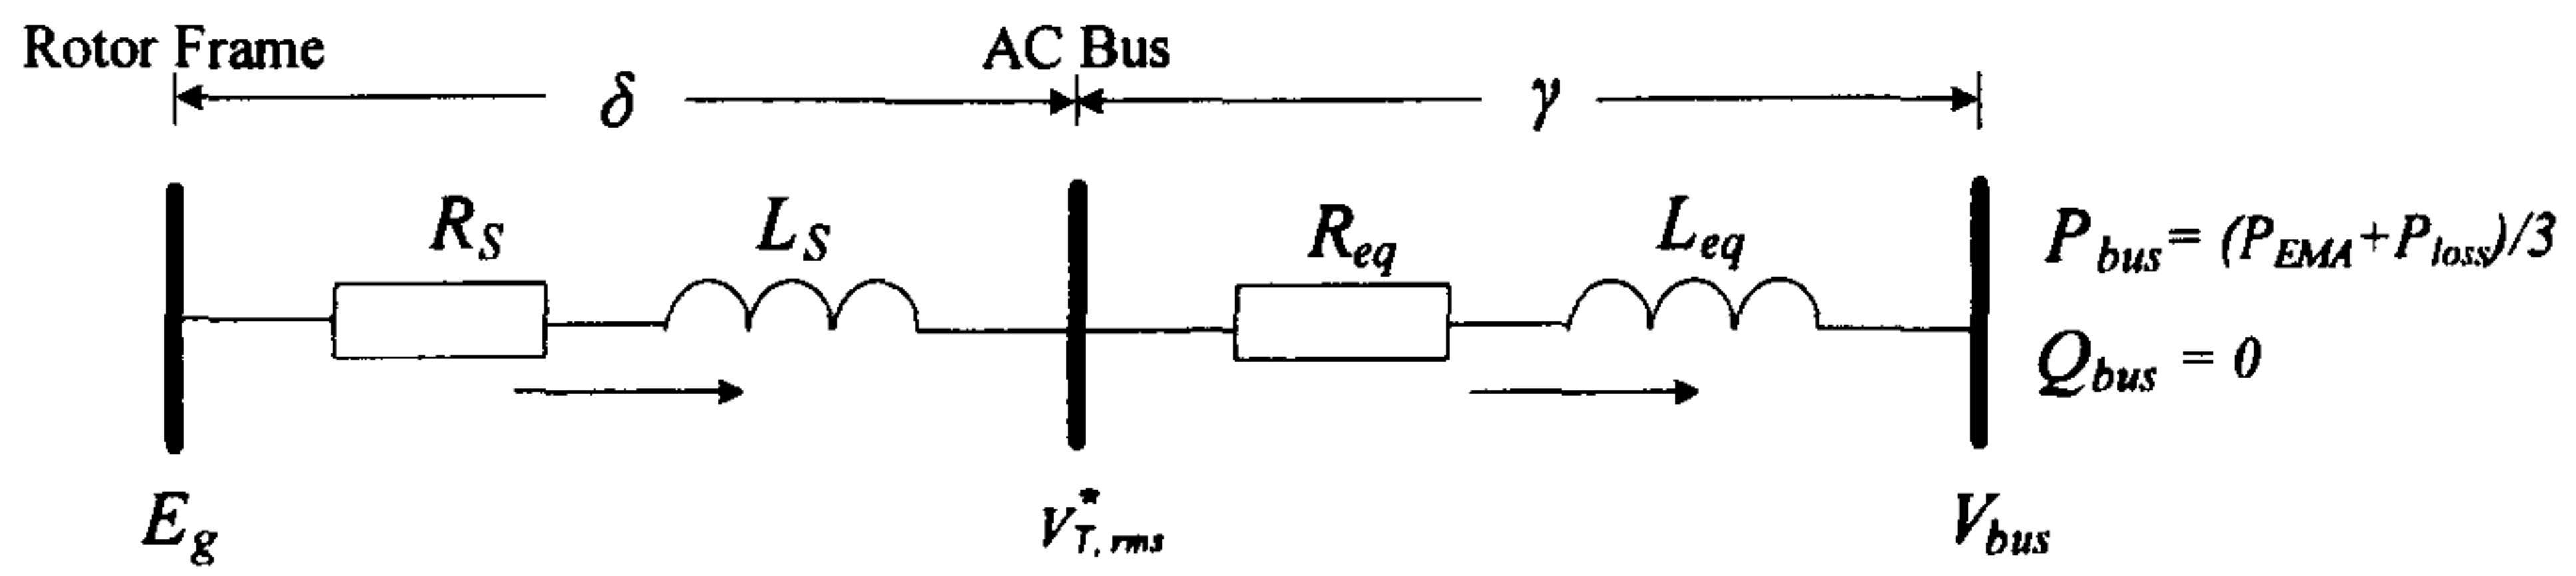 Rotor Frame
AC Bus
δ
γ
R_S
L_S
R_eq
L_eq
P_bus = (P_EMA + P_loss)/3
Q_bus = 0
E_g
V*_T, rms
V_bus